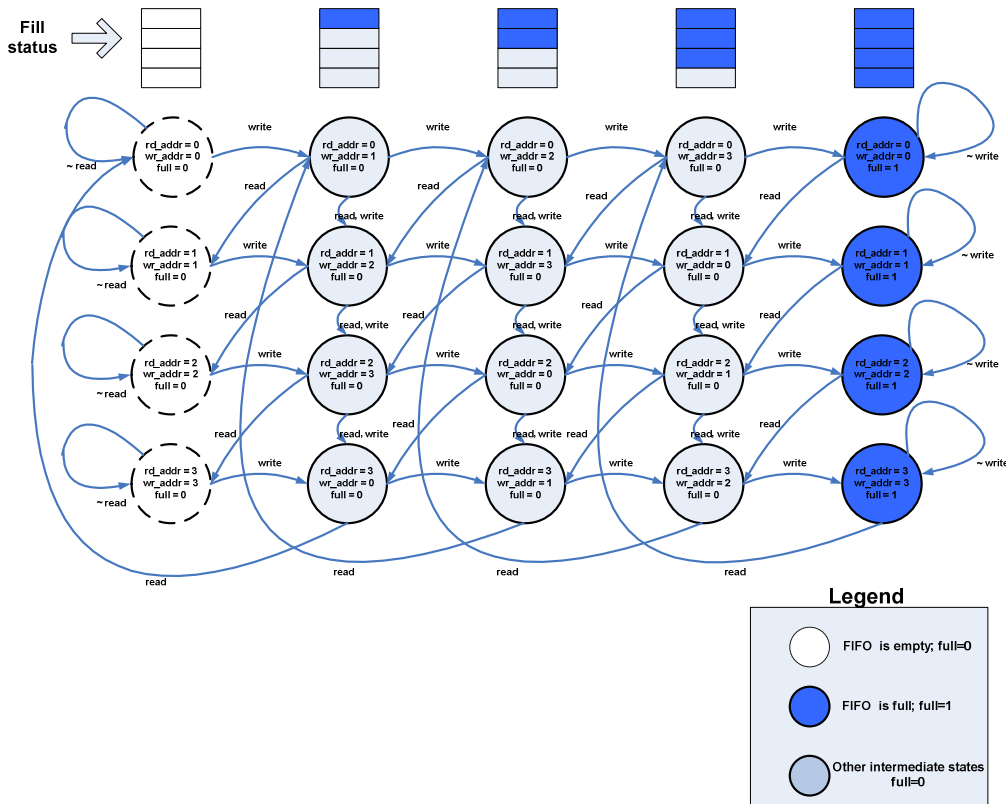 Fill
status
write
write
write
write
rd_addr = 0
wr_addr = 0
full = 0
rd_addr = 0
wr_addr = 1
full = 0
rd_addr = 0
wr_addr = 2
full = 0
rd_addr = 0
wr_addr = 3
full = 0
rd_addr = 0
wr_addr = 0
full = 1
~ read
~ write
read
read
read
read
read, write
read, write
read, write
write
write
write
write
rd_addr = 1
wr_addr = 1
full = 0
rd_addr = 1
wr_addr = 2
full = 0
rd_addr = 1
wr_addr = 3
full = 0
rd_addr = 1
wr_addr = 0
full = 0
rd_addr = 1
wr_addr = 1
full = 1
~ read
~ write
read
read
read
read
read, write
read, write
read, write
write
write
write
write
rd_addr = 2
wr_addr = 2
full = 0
rd_addr = 2
wr_addr = 3
full = 0
rd_addr = 2
wr_addr = 0
full = 0
rd_addr = 2
wr_addr = 1
full = 0
rd_addr = 2
wr_addr = 2
full = 1
~ read
~ write
read
read
read
read
read, write
read, write
read, write
write
write
write
write
rd_addr = 3
wr_addr = 3
full = 0
rd_addr = 3
wr_addr = 0
full = 0
rd_addr = 3
wr_addr = 1
full = 0
rd_addr = 3
wr_addr = 2
full = 0
rd_addr = 3
wr_addr = 3
full = 1
~ read
~ write
read
read
read
read
Legend
FIFO is empty; full=0
FIFO is full; full=1
Other intermediate states
full=0